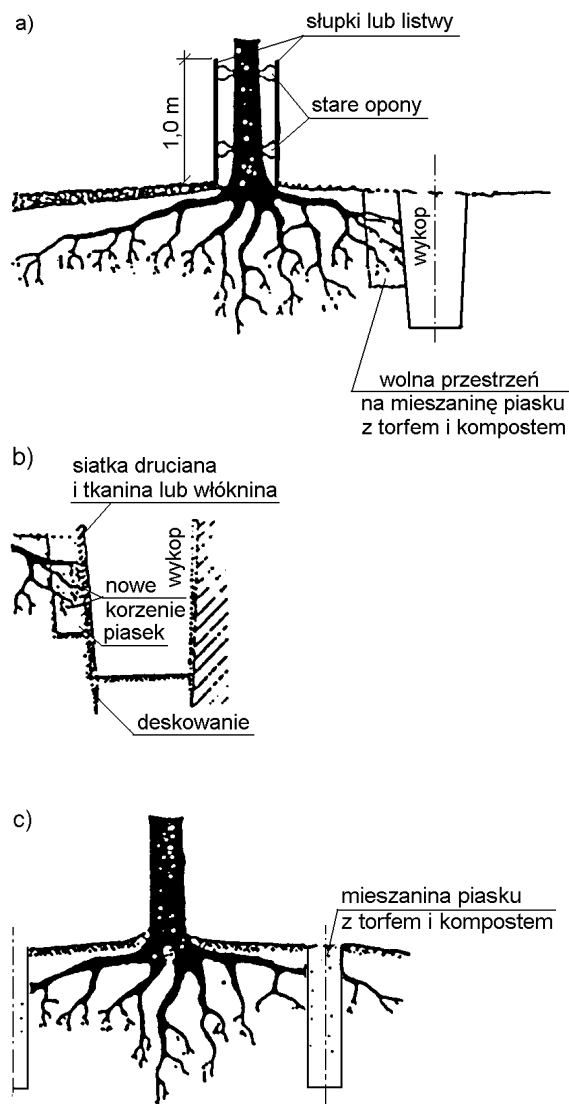 a)
słupki lub listwy
stare opony
1,0 m
wykop
wolna przestrzeń
na mieszaninę piasku
z torfem i kompostem
b)
siatka druciana
i tkanina lub włóknina
wykop
nowe
korzenie
piasek
deskowanie
c)
mieszanina piasku
z torfem i kompostem